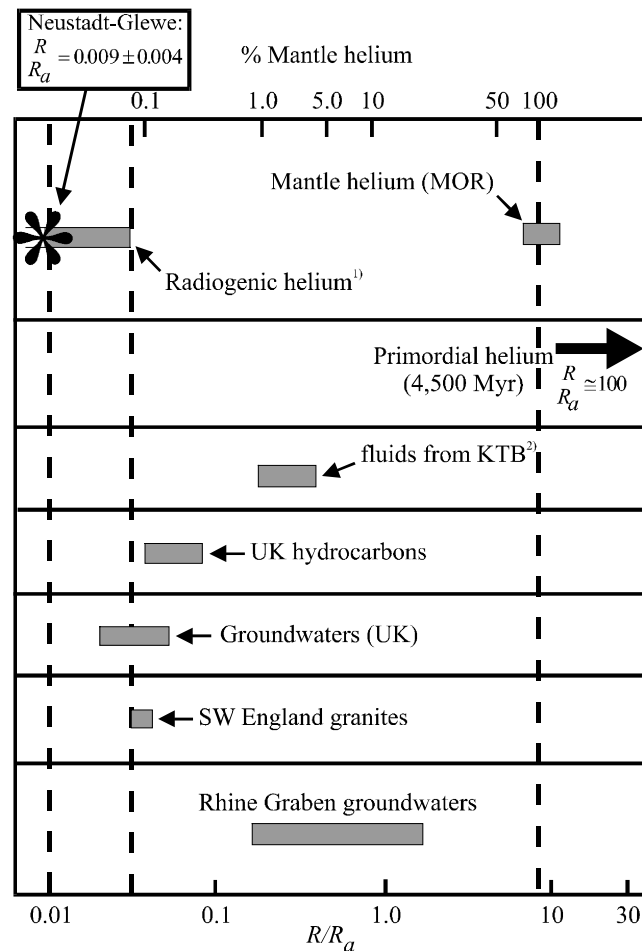 Neustadt-Glewe:
R
Ra = 0.009 ± 0.004
% Mantle helium
0.1 1.0 5.0 10 50 100
Mantle helium (MOR)
Radiogenic helium1)
Primordial helium
(4,500 Myr)
R
Ra ≅ 100
fluids from KTB2)
UK hydrocarbons
Groundwaters (UK)
SW England granites
Rhine Graben groundwaters
0.01 0.1 1.0 10 30
R/Ra